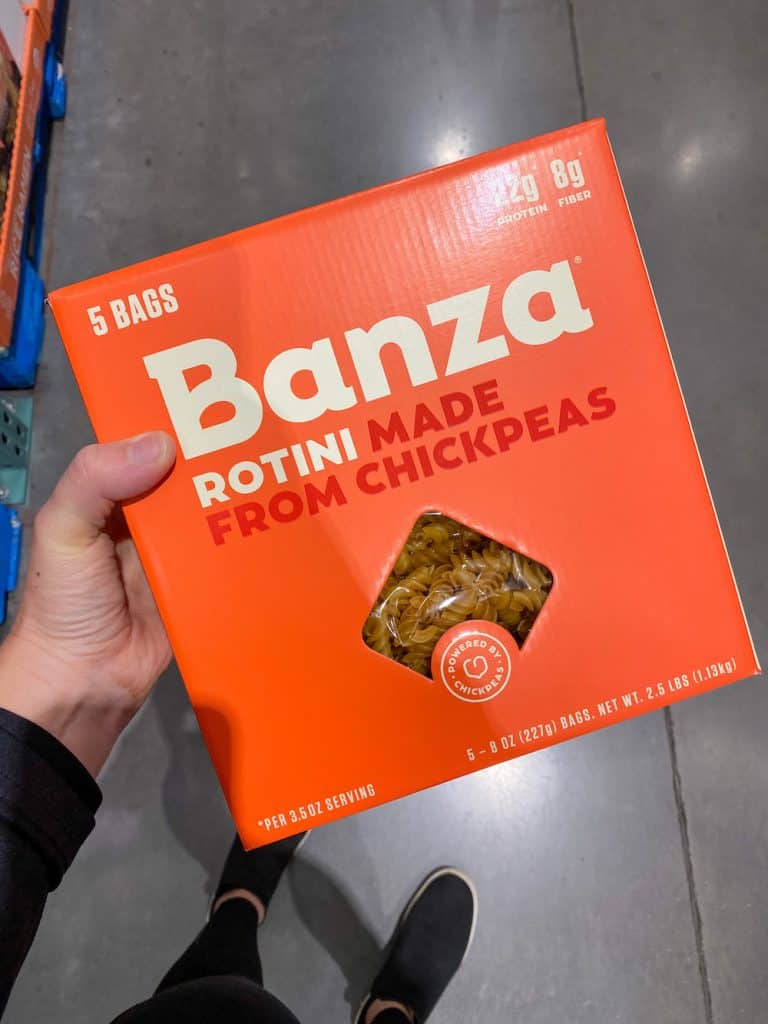 22g* 8g*
PROTEIN FIBER
5 BAGS
Banza®
ROTINI MADE
FROM CHICKPEAS
POWERED BY
CHICKPEAS
5 – 8 OZ (227g) BAGS. NET WT. 2.5 LBS (1.13kg)
*PER 3.5OZ SERVING